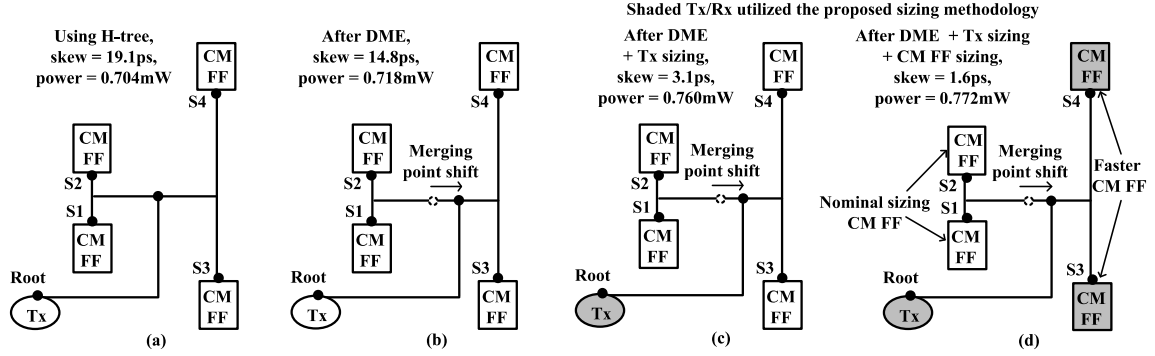 Shaded Tx/Rx utilized the proposed sizing methodology
Using H-tree,
skew = 19.1ps,
power = 0.704mW
CM
FF
S4
CM
FF
S2
S1
CM
FF
Root
Tx
S3
CM
FF
(a)
After DME,
skew = 14.8ps,
power = 0.718mW
CM
FF
S4
CM
FF
Merging
point shift
S2
S1
CM
FF
Root
Tx
S3
CM
FF
(b)
After DME
+ Tx sizing,
skew = 3.1ps,
power = 0.760mW
CM
FF
S4
CM
FF
Merging
point shift
S2
S1
CM
FF
Root
Tx
S3
CM
FF
(c)
After DME + Tx sizing
+ CM FF sizing,
skew = 1.6ps,
power = 0.772mW
CM
FF
S4
CM
FF
Merging
point shift
Faster
CM FF
S2
S1
Nominal sizing
CM FF
CM
FF
Root
Tx
S3
CM
FF
(d)